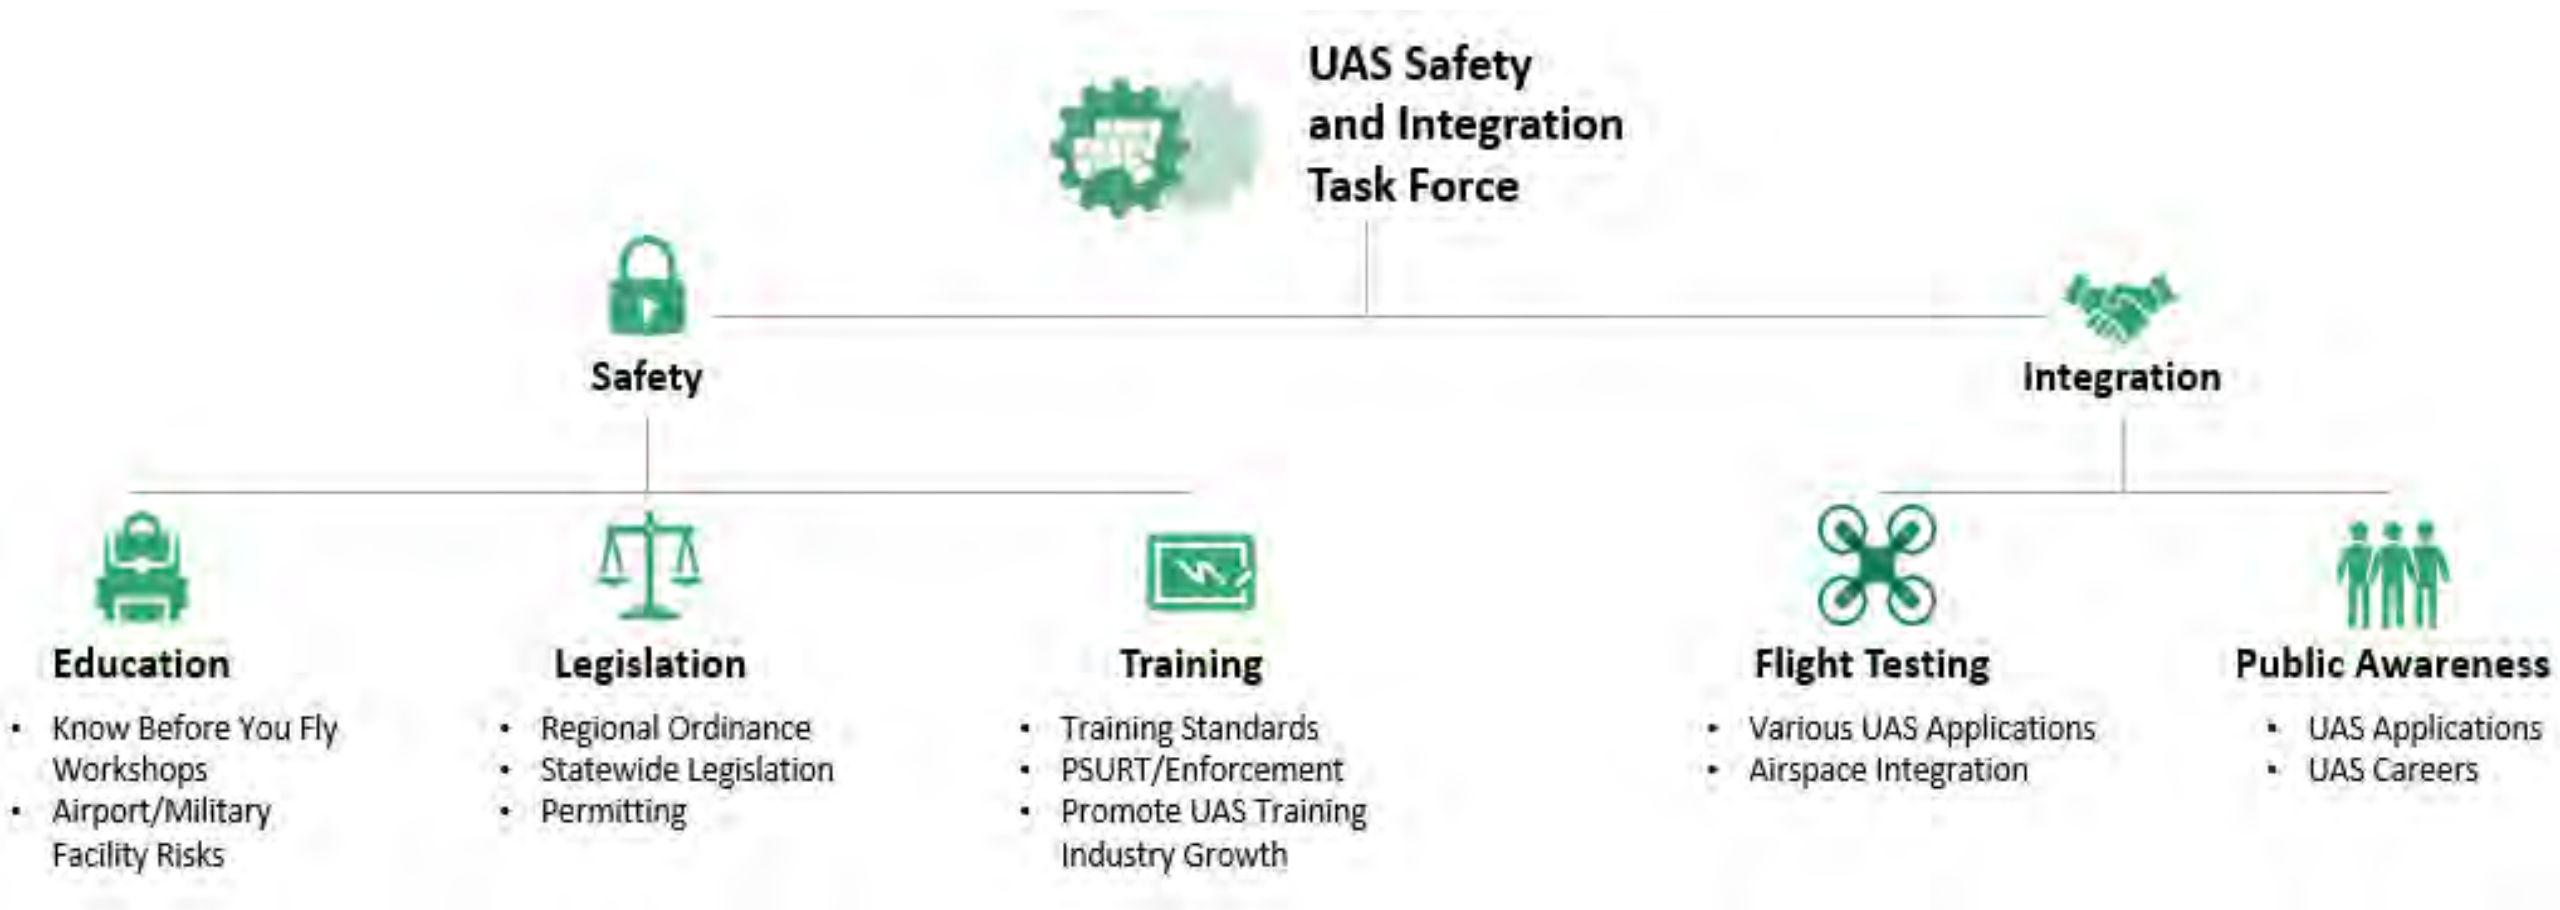 UAS Safety
and Integration
Task Force
Safety
Integration
Education
• Know Before You Fly
Workshops
• Airport/Military
Facility Risks
Legislation
• Regional Ordinance
• Statewide Legislation
• Permitting
Training
• Training Standards
• PSURT/Enforcement
• Promote UAS Training
Industry Growth
Flight Testing
• Various UAS Applications
• Airspace Integration
Public Awareness
• UAS Applications
• UAS Careers